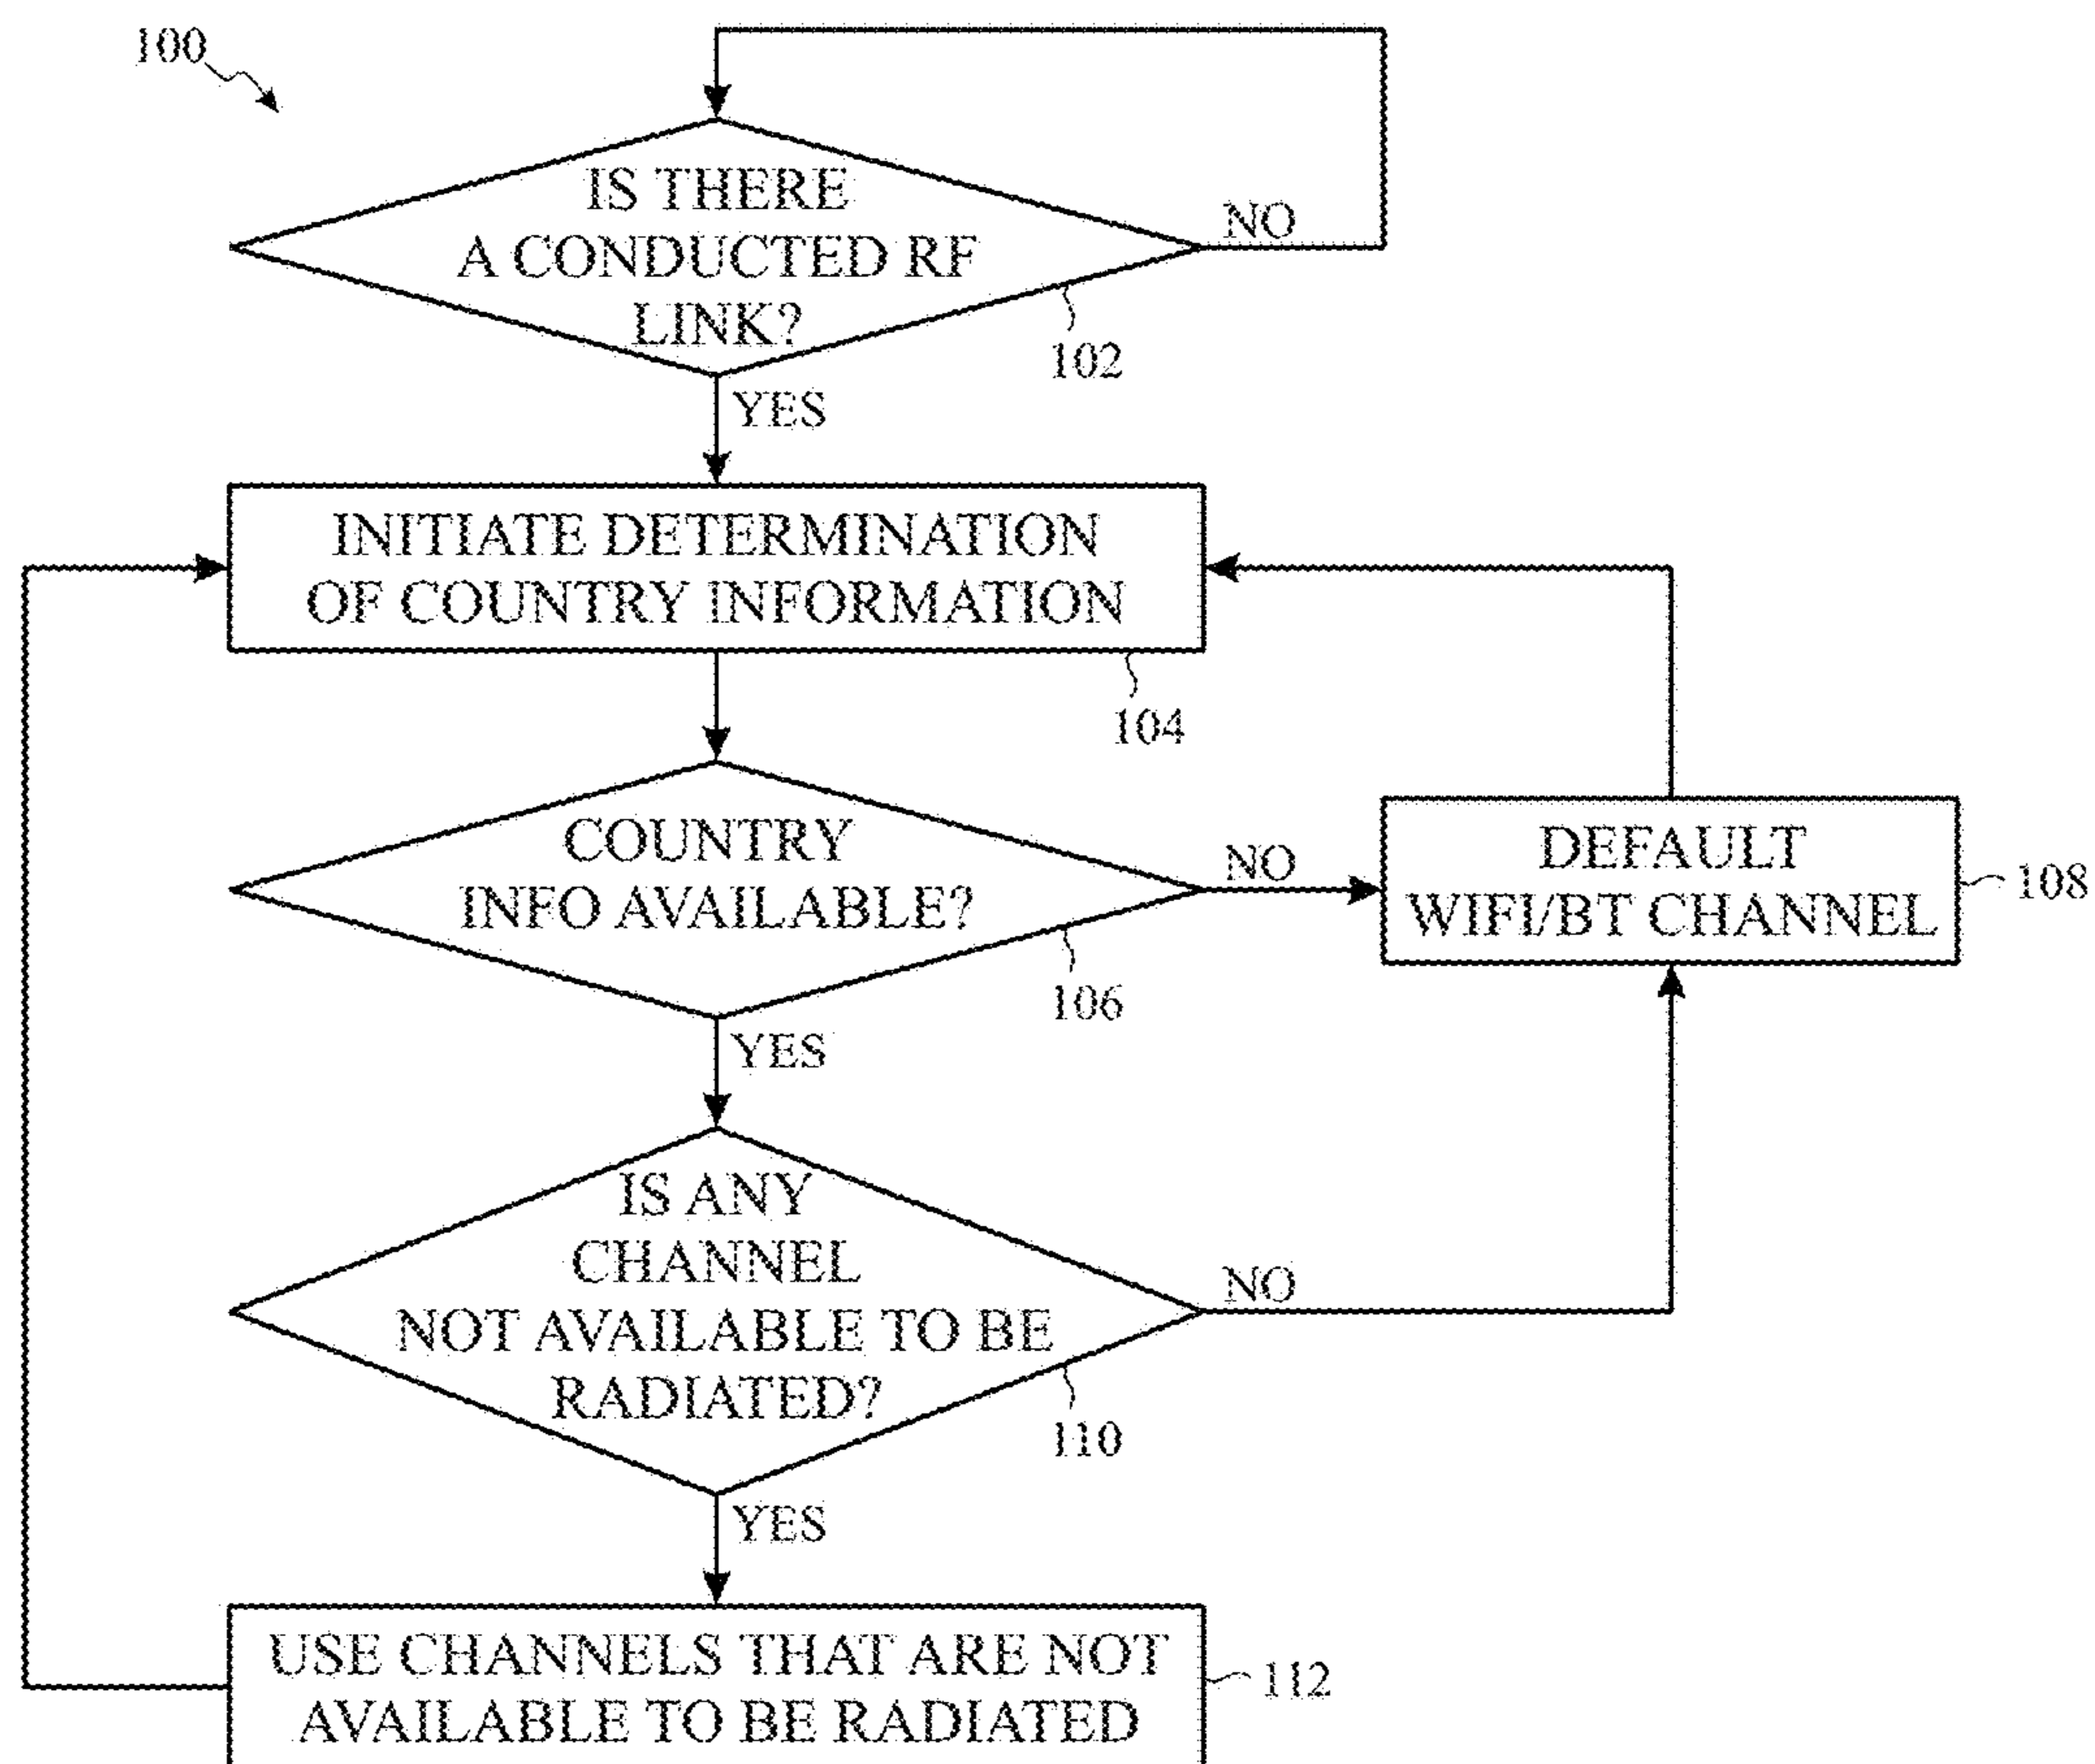 100
IS THERE
A CONDUCTED RF
LINK?
NO
102
YES
INITIATE DETERMINATION
OF COUNTRY INFORMATION
104
COUNTRY
INFO AVAILABLE?
NO
106
DEFAULT
WIFI/BT CHANNEL
108
YES
IS ANY
CHANNEL
NOT AVAILABLE TO BE
RADIATED?
NO
110
YES
USE CHANNELS THAT ARE NOT
AVAILABLE TO BE RADIATED
112